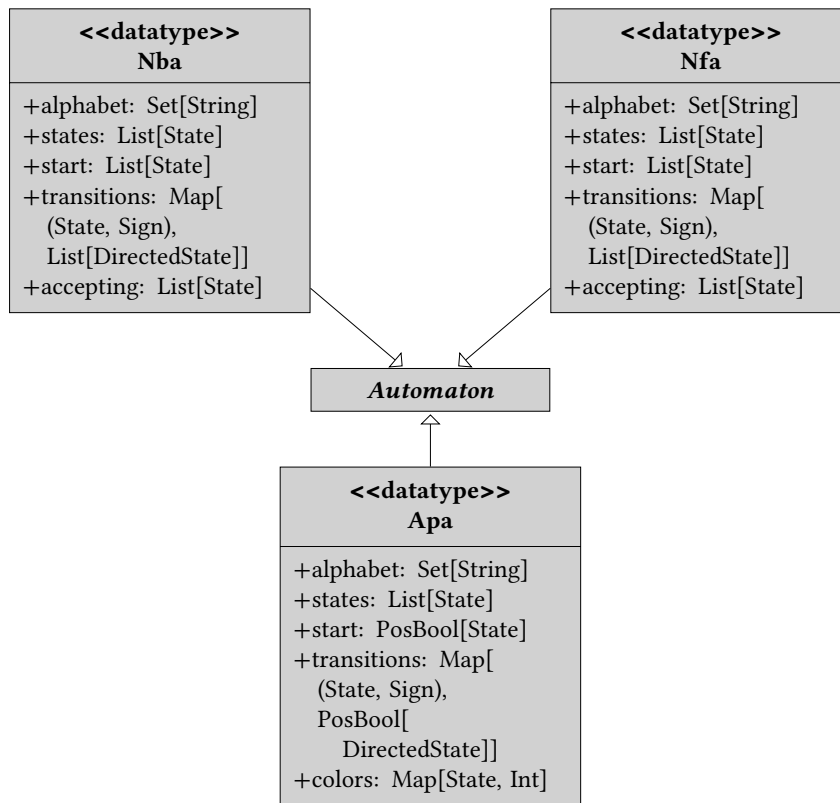 <<datatype>>
Nba
+alphabet: Set[String]
+states: List[State]
+start: List[State]
+transitions: Map[
(State, Sign),
List[DirectedState]]
+accepting: List[State]
<<datatype>>
Nfa
+alphabet: Set[String]
+states: List[State]
+start: List[State]
+transitions: Map[
(State, Sign),
List[DirectedState]]
+accepting: List[State]
Automaton
<<datatype>>
Apa
+alphabet: Set[String]
+states: List[State]
+start: PosBool[State]
+transitions: Map[
(State, Sign),
PosBool[
DirectedState]]
+colors: Map[State, Int]